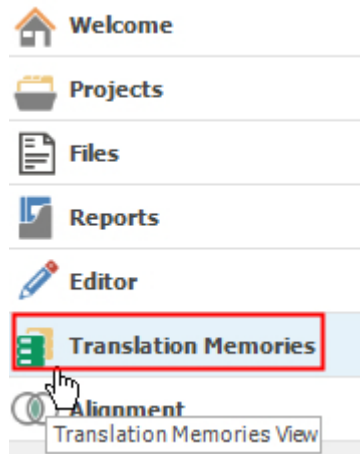 Welcome
Projects
Files
Reports
Editor
Translation Memories
Alignment
Translation Memories View